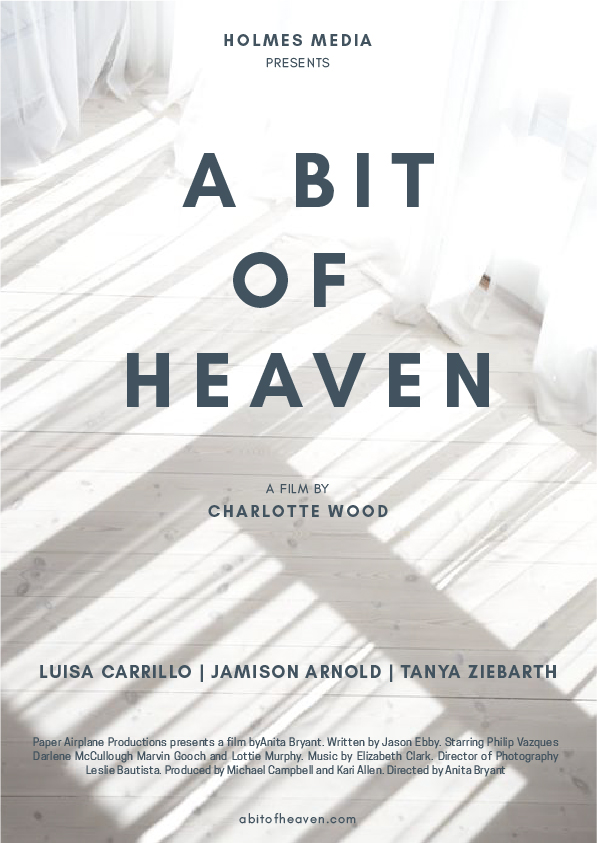 HOLMES MEDIA
PRESENTS
A BIT
OF
HEAVEN
A FILM BY
CHARLOTTE WOOD
LUISA CARRILLO | JAMISON ARNOLD | TANYA ZIEBARTH
Paper Airplane Productions presents a film byAnita Bryant. Written by Jason Ebby. Starring Philip Vazques
Darlene McCullough Marvin Gooch and Lottie Murphy. Music by Elizabeth Clark. Director of Photography
Leslie Bautista. Produced by Michael Campbell and Kari Allen. Directed by Anita Bryant
abitofheaven.com